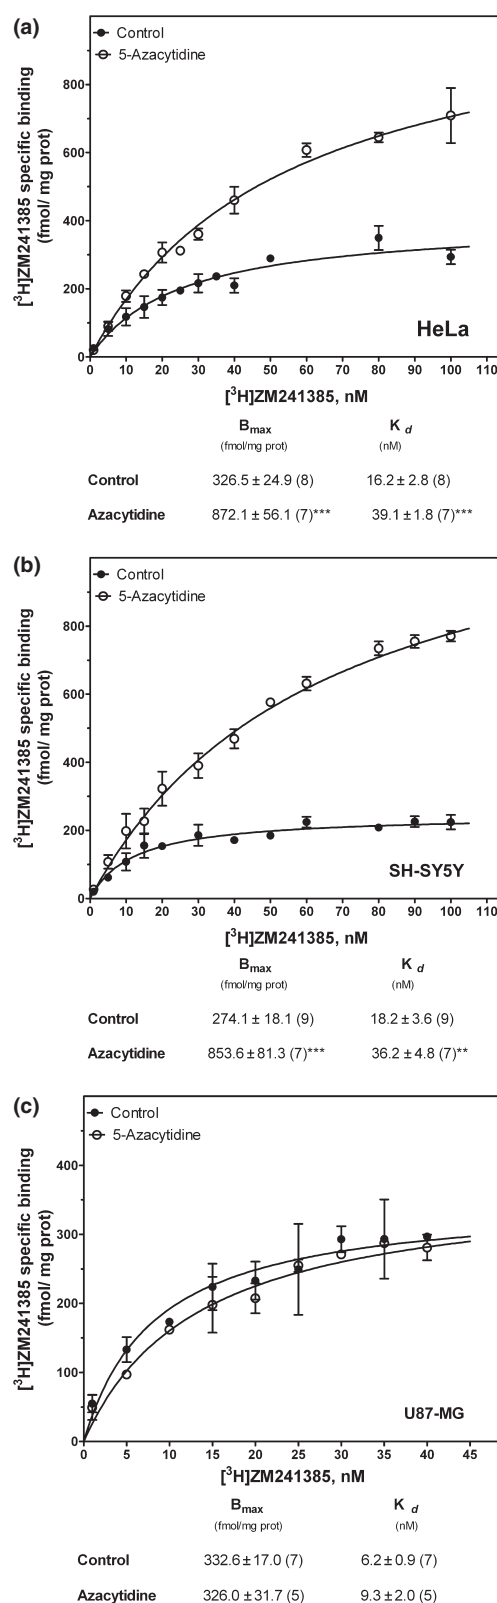 (a)
Control
5-Azacytidine
[³H]ZM241385 specific binding
(fmol/ mg prot)
800
600
400
200
0
0 10 20 30 40 50 60 70 80 90 100 110
HeLa
[³H]ZM241385, nM
Bmax K d
(fmol/mg prot) (nM)
Control 326.5 ± 24.9 (8) 16.2 ± 2.8 (8)
Azacytidine 872.1 ± 56.1 (7)*** 39.1 ± 1.8 (7)***
(b)
Control
5-Azacytidine
[³H]ZM241385 specific binding
(fmol/ mg prot)
800
600
400
200
0
0 10 20 30 40 50 60 70 80 90 100 110
SH-SY5Y
[³H]ZM241385, nM
Bmax K d
(fmol/mg prot) (nM)
Control 274.1 ± 18.1 (9) 18.2 ± 3.6 (9)
Azacytidine 853.6 ± 81.3 (7)*** 36.2 ± 4.8 (7)**
(c)
Control
5-Azacytidine
[³H]ZM241385 specific binding
(fmol/ mg prot)
400
300
200
100
0
0 5 10 15 20 25 30 35 40 45
U87-MG
[³H]ZM241385, nM
Bmax K d
(fmol/mg prot) (nM)
Control 332.6 ± 17.0 (7) 6.2 ± 0.9 (7)
Azacytidine 326.0 ± 31.7 (5) 9.3 ± 2.0 (5)